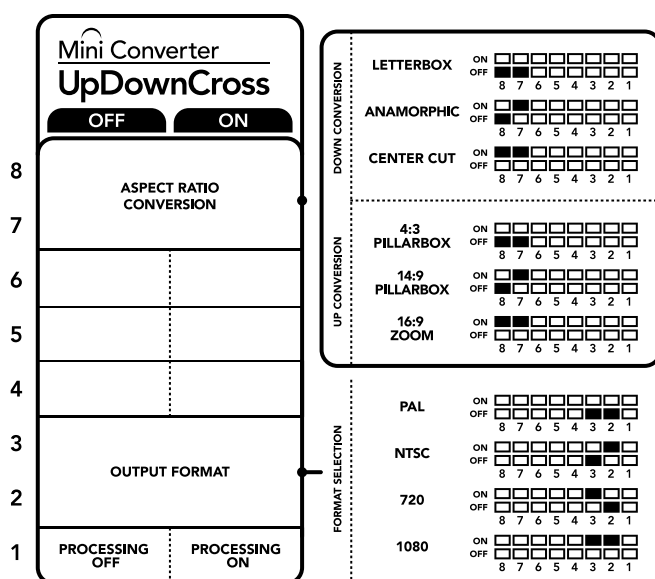 Mini Converter
UpDownCross
OFF ON
8
7
ASPECT RATIO
CONVERSION
6
5
4
3
2
OUTPUT FORMAT
1
PROCESSING
OFF
PROCESSING
ON
DOWN CONVERSION
LETTERBOX
ON
OFF
8 7 6 5 4 3 2 1
ANAMORPHIC
ON
OFF
8 7 6 5 4 3 2 1
CENTER CUT
ON
OFF
8 7 6 5 4 3 2 1
UP CONVERSION
4:3
PILLARBOX
ON
OFF
8 7 6 5 4 3 2 1
14:9
PILLARBOX
ON
OFF
8 7 6 5 4 3 2 1
16:9
ZOOM
ON
OFF
8 7 6 5 4 3 2 1
FORMAT SELECTION
PAL
ON
OFF
8 7 6 5 4 3 2 1
NTSC
ON
OFF
8 7 6 5 4 3 2 1
720
ON
OFF
8 7 6 5 4 3 2 1
1080
ON
OFF
8 7 6 5 4 3 2 1